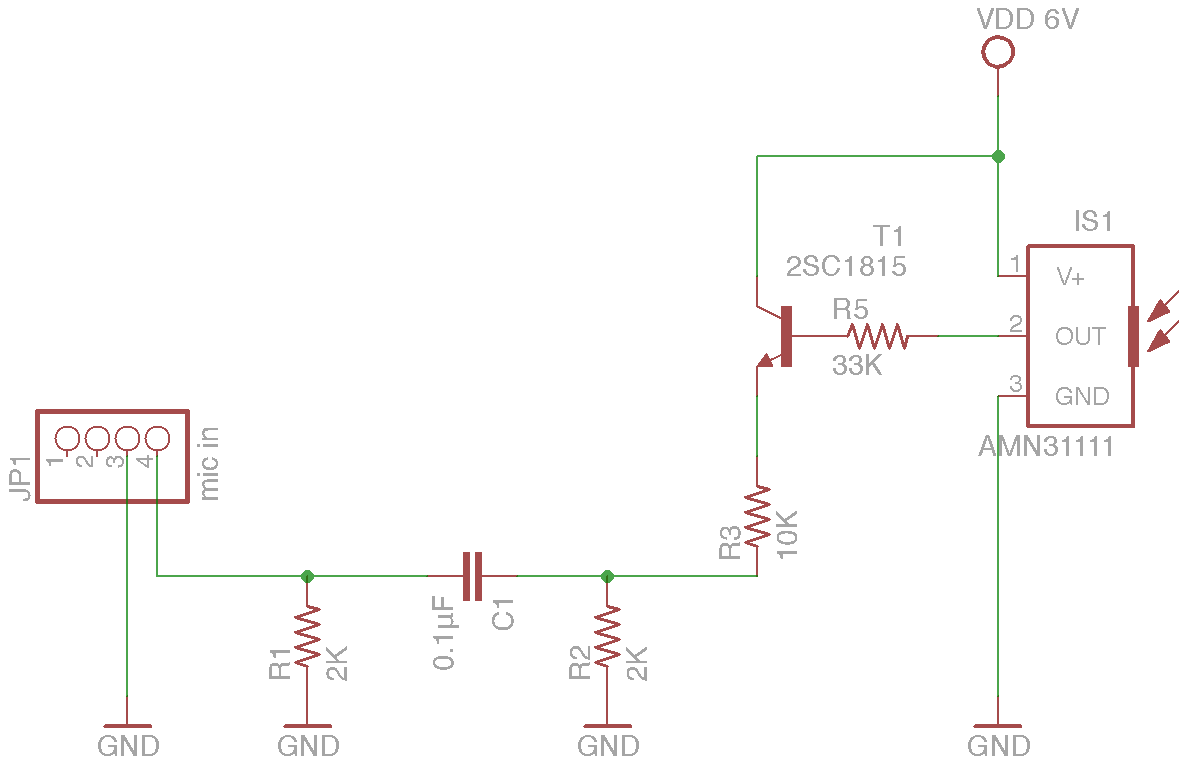 VDD 6V
IS1
T1
2SC1815
1
V+
R5
2
OUT
33K
3
GND
AMN31111
JP1
1
2
3
4
mic in
R3
10K
0.1µF
C1
R1
2K
R2
2K
GND
GND
GND
GND